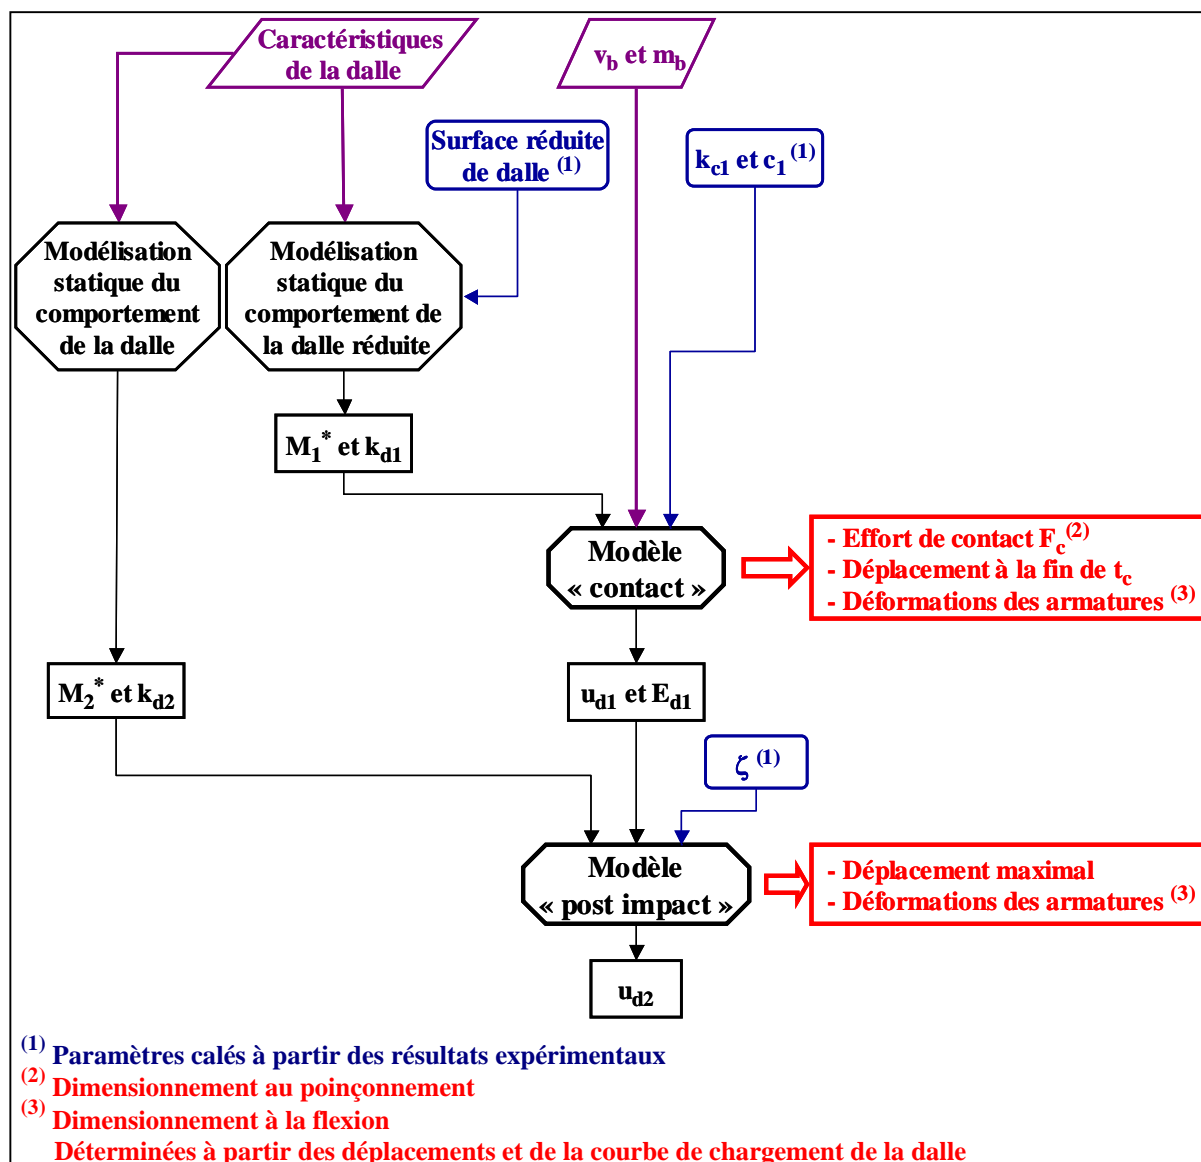 Caractéristiques
de la dalle
v_b et m_b
Surface réduite
de dalle (1)
k_c1 et c_1 (1)
Modélisation
statique du
comportement
de la dalle
Modélisation
statique du
comportement de
la dalle réduite
M_1* et k_d1
Modèle
« contact »
- Effort de contact F_c (2)
- Déplacement à la fin de t_c
- Déformations des armatures (3)
M_2* et k_d2
u_d1 et E_d1
ζ (1)
Modèle
« post impact »
- Déplacement maximal
- Déformations des armatures (3)
u_d2
(1) Paramètres calés à partir des résultats expérimentaux
(2) Dimensionnement au poinçonnement
(3) Dimensionnement à la flexion
Déterminées à partir des déplacements et de la courbe de chargement de la dalle